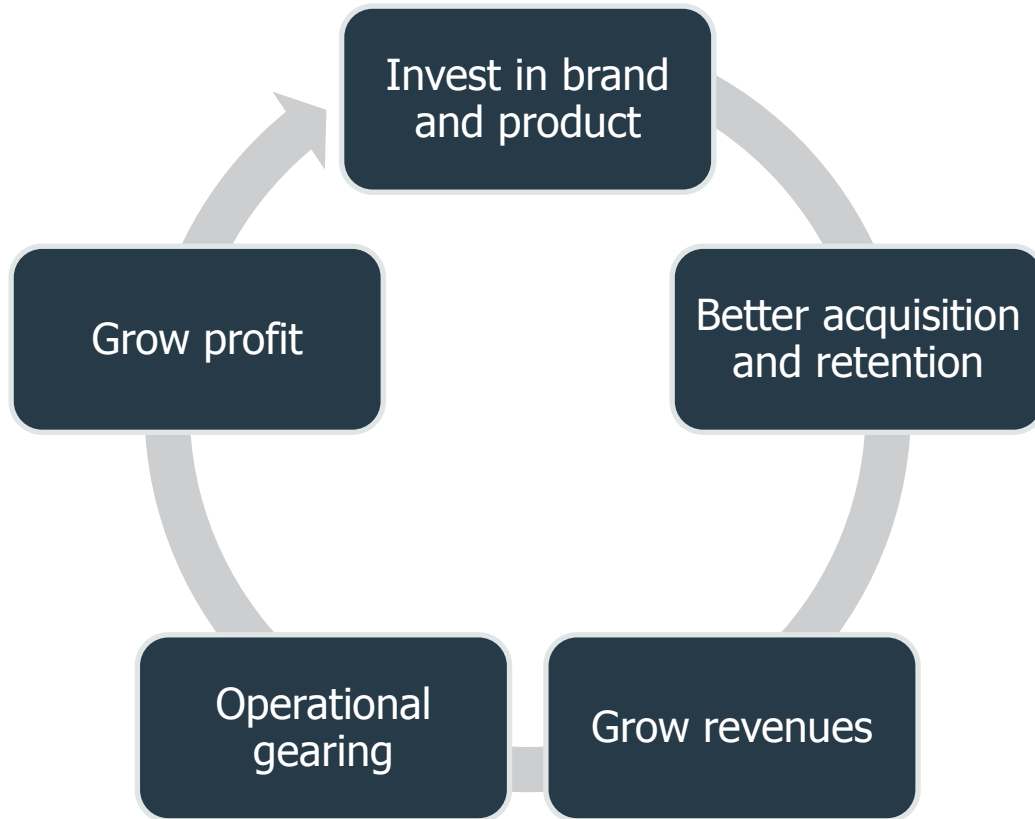 Invest in brand
and product
Better acquisition
and retention
Grow revenues
Operational
gearing
Grow profit